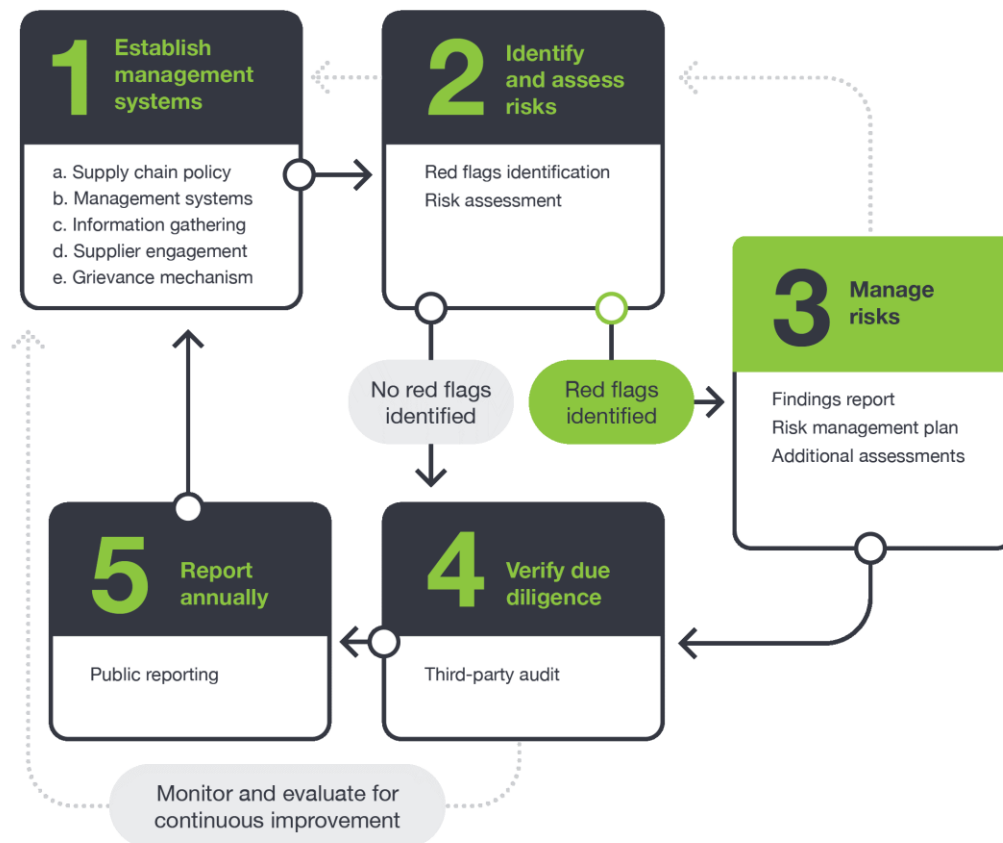 1
Establish
management
systems
a. Supply chain policy
b. Management systems
c. Information gathering
d. Supplier engagement
e. Grievance mechanism
2
Identify
and assess
risks
Red flags identification
Risk assessment
No red flags
identified
Red flags
identified
3
Manage
risks
Findings report
Risk management plan
Additional assessments
4
Verify due
diligence
Third-party audit
5
Report
annually
Public reporting
Monitor and evaluate for
continuous improvement